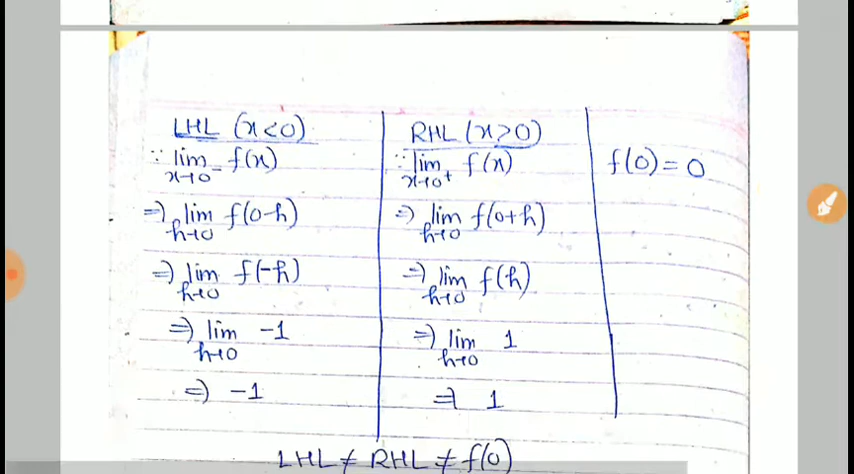 LHL (x<0)
∵ lim x→0⁻ f(x)
⇒ lim h→0 f(0-h)
⇒ lim h→0 f(-h)
⇒ lim h→0 -1
⇒ -1
RHL (x>0)
∵ lim x→0⁺ f(x)
⇒ lim h→0 f(0+h)
⇒ lim h→0 f(h)
⇒ lim h→0 1
⇒ 1
f(0) = 0
LHL ≠ RHL ≠ f(0)